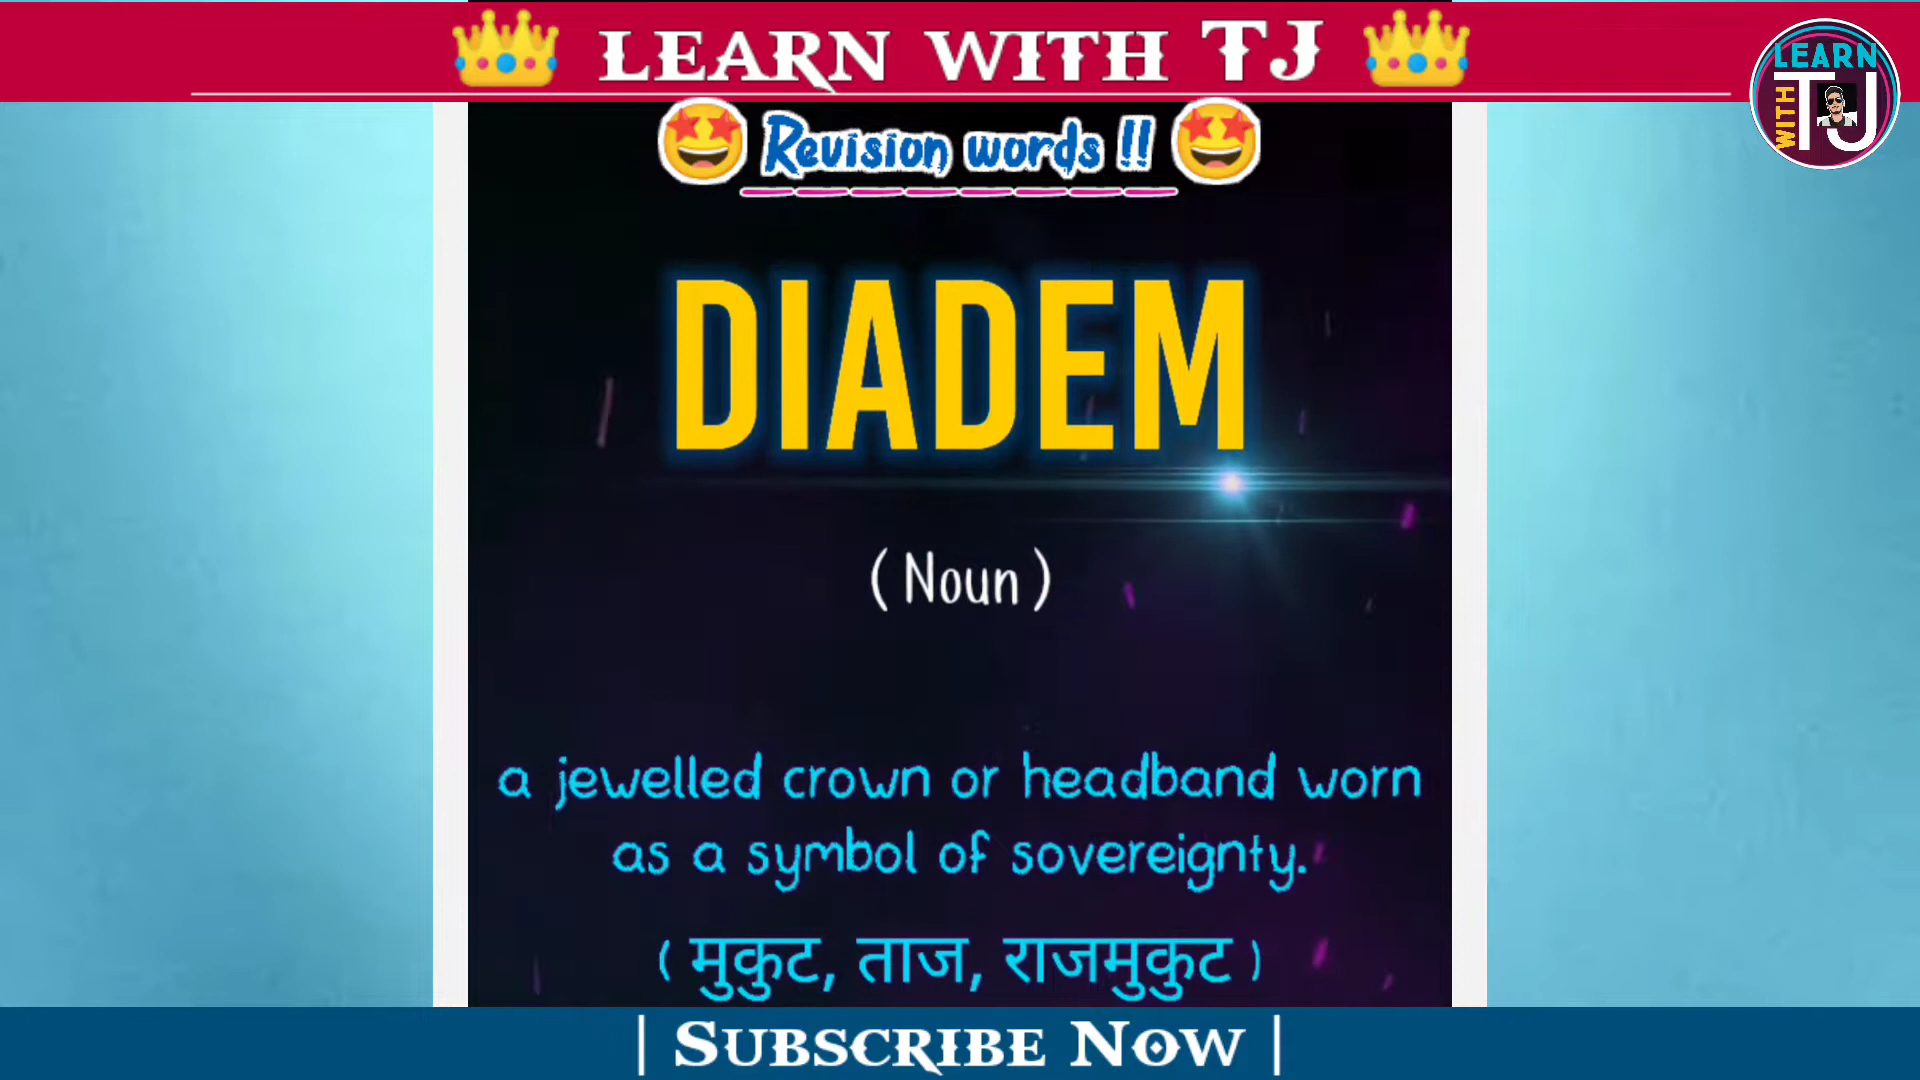 LEARN WITH TJ
LEARN
WITH
TJ
Revision words !!
DIADEM
( Noun )
a jewelled crown or headband worn
as a symbol of sovereignty.
( मुकुट, ताज, राजमुकुट )
| SUBSCRIBE NOW |